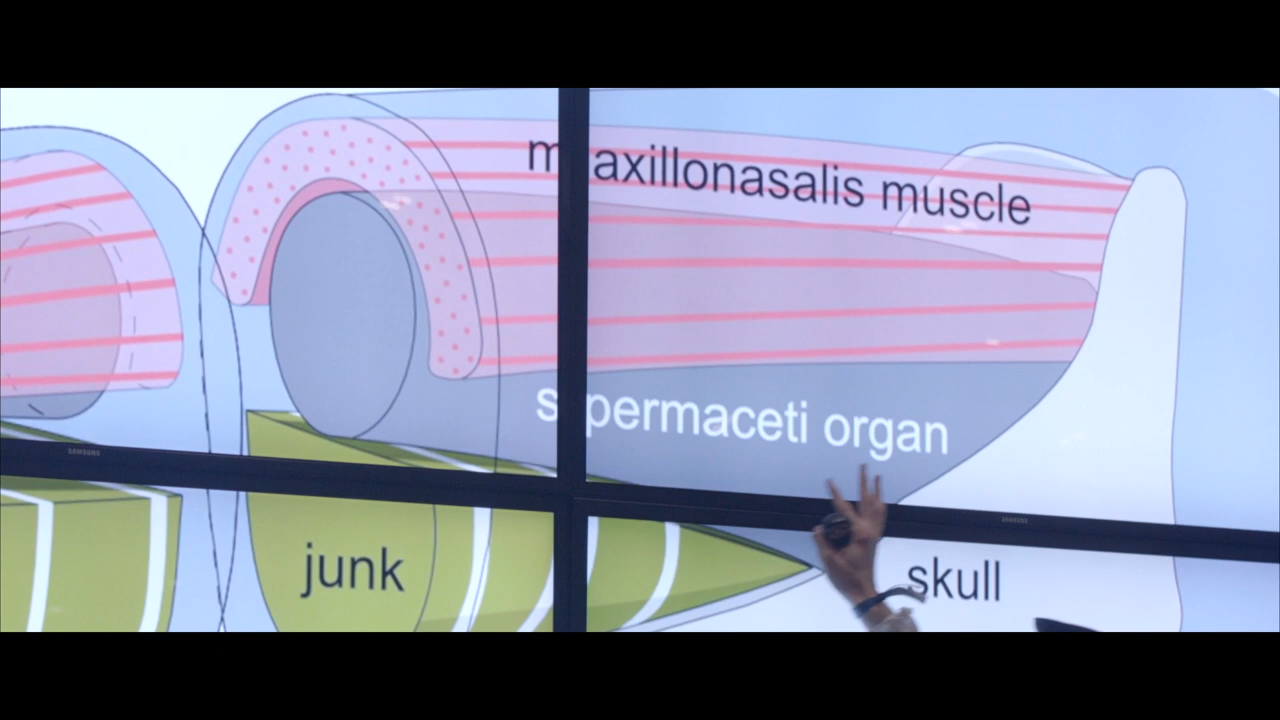 maxillonasalis muscle
spermaceti organ
SAMSUNG
SAMSUNG
junk
skull